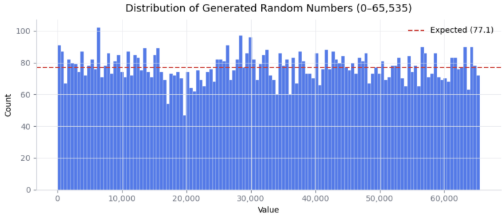 Distribution of Generated Random Numbers (0–65,535)
Expected (77.1)
Count
100
80
60
40
20
0
0 10,000 20,000 30,000 40,000 50,000 60,000
Value